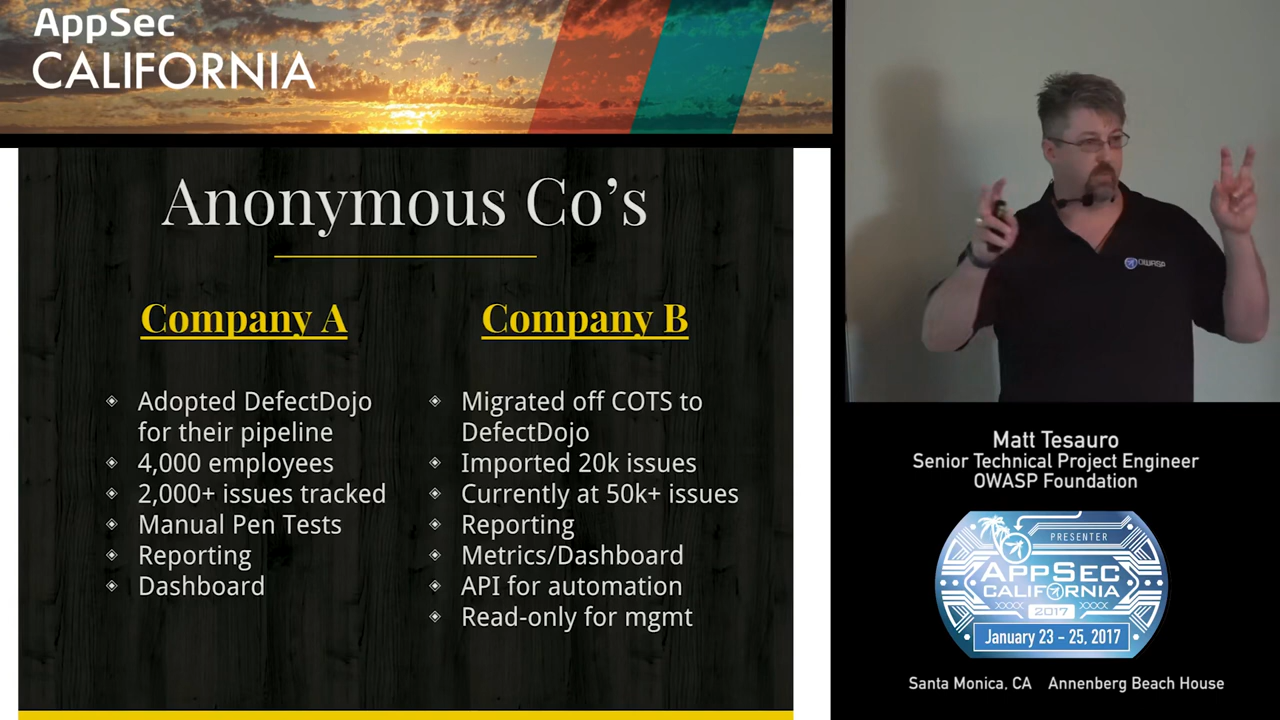 AppSec
CALIFORNIA
Anonymous Co's
Company A
Adopted DefectDojo
for their pipeline
4,000 employees
2,000+ issues tracked
Manual Pen Tests
Reporting
Dashboard
Company B
Migrated off COTS to
DefectDojo
Imported 20k issues
Currently at 50k+ issues
Reporting
Metrics/Dashboard
API for automation
Read-only for mgmt
OWASP
Matt Tesauro
Senior Technical Project Engineer
OWASP Foundation
PRESENTER
APPSEC
CALIFORNIA
2017
January 23 - 25, 2017
Santa Monica, CA Annenberg Beach House